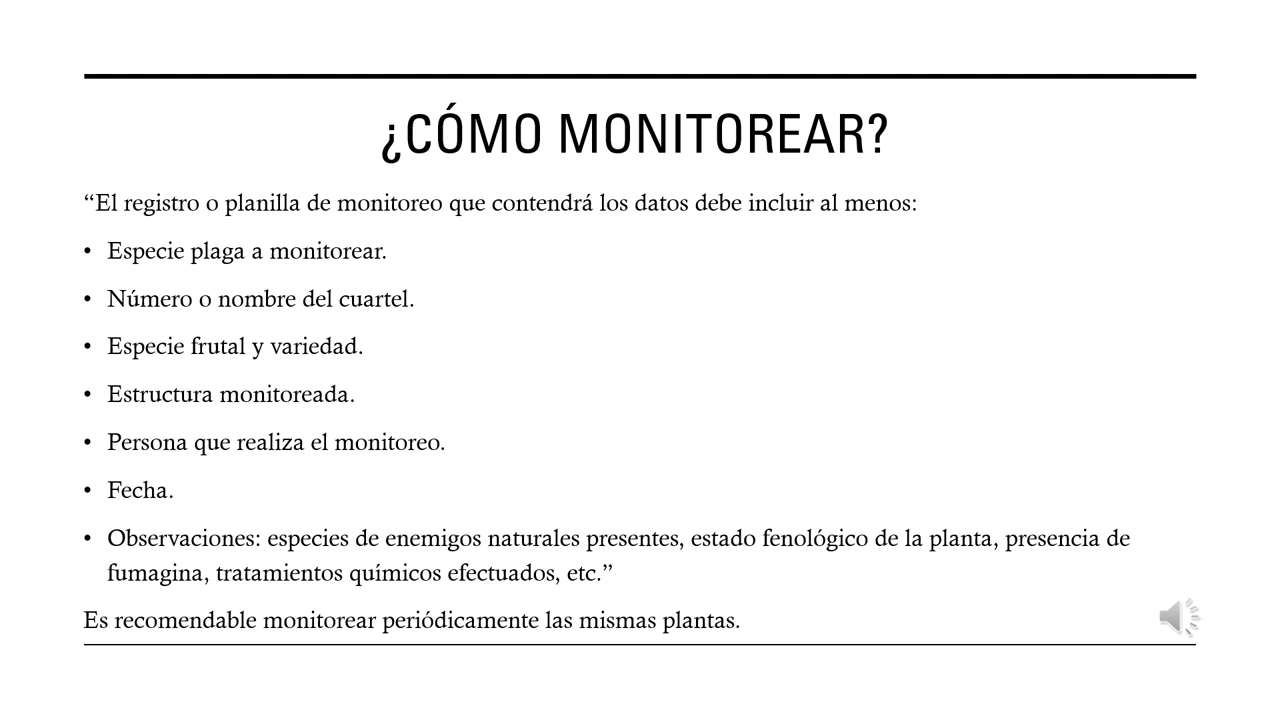 ¿CÓMO MONITOREAR?
“El registro o planilla de monitoreo que contendrá los datos debe incluir al menos:
• Especie plaga a monitorear.
• Número o nombre del cuartel.
• Especie frutal y variedad.
• Estructura monitoreada.
• Persona que realiza el monitoreo.
• Fecha.
• Observaciones: especies de enemigos naturales presentes, estado fenológico de la planta, presencia de
fumagina, tratamientos químicos efectuados, etc.”
Es recomendable monitorear periódicamente las mismas plantas.